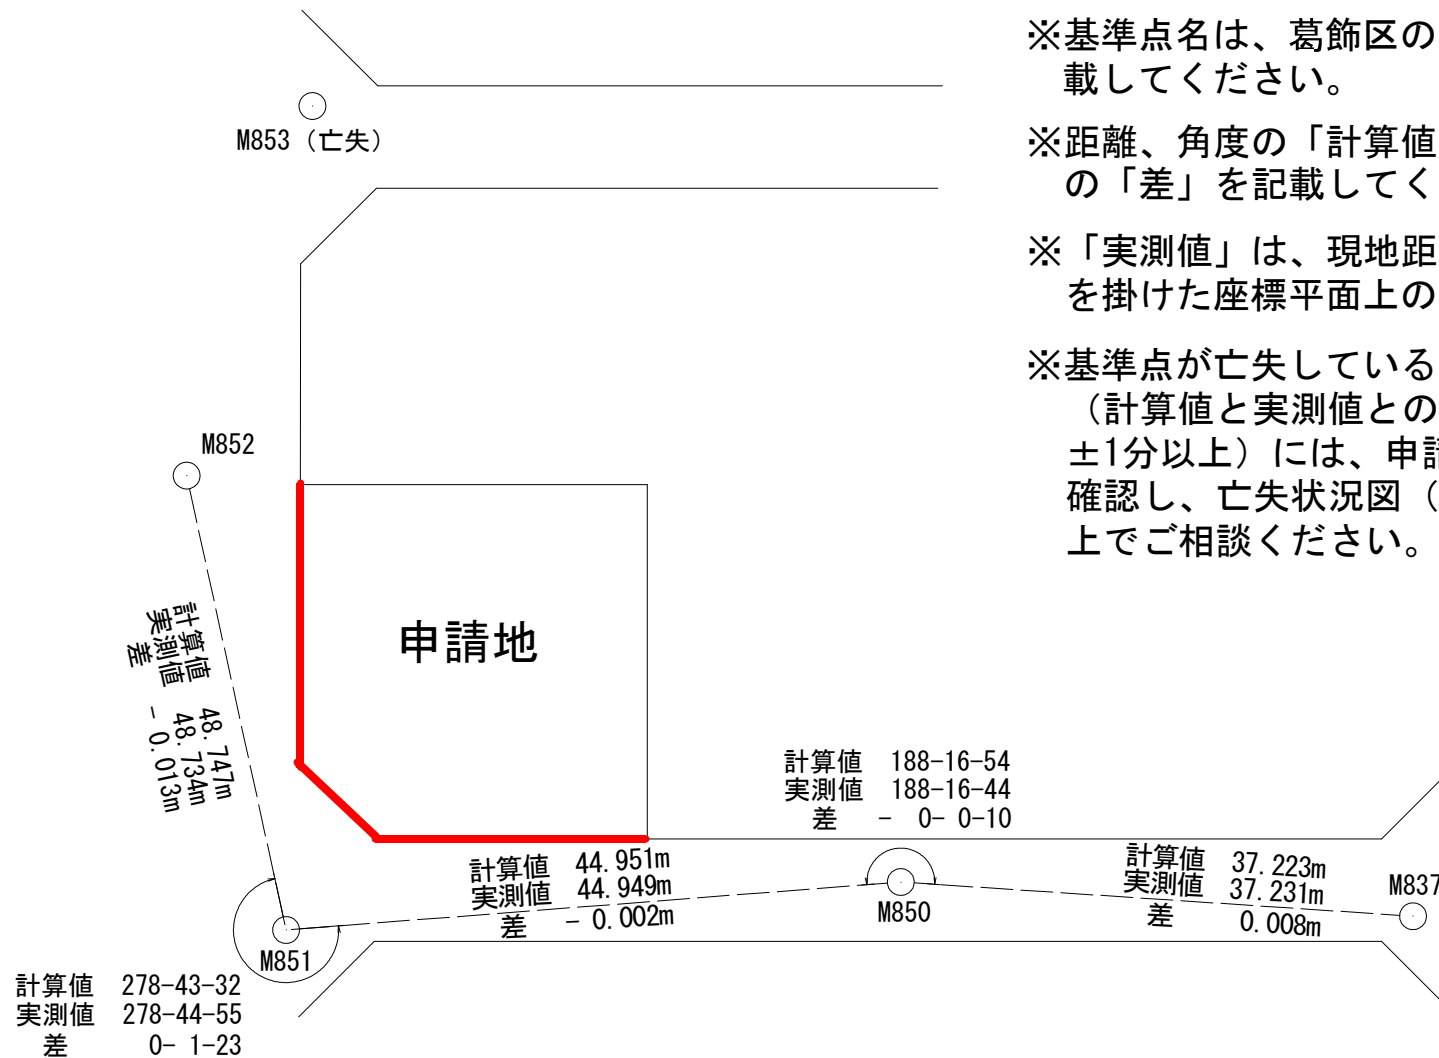 ※基準点名は、葛飾区の
載してください。
M853（亡失）
※距離、角度の「計算値
の「差」を記載してく
※「実測値」は、現地距
を掛けた座標平面上の
※基準点が亡失している
（計算値と実測値との
±1分以上）には、申請
確認し、亡失状況図（
上でご相談ください。
M852
計算値 48.747m
実測値 48.734m
差 - 0.013m
申請地
計算値 188-16-54
実測値 188-16-44
差 - 0- 0-10
計算値 44.951m
実測値 44.949m
差 - 0.002m
計算値 37.223m
実測値 37.231m
差 0.008m
M837
M850
M851
計算値 278-43-32
実測値 278-44-55
差 0- 1-23